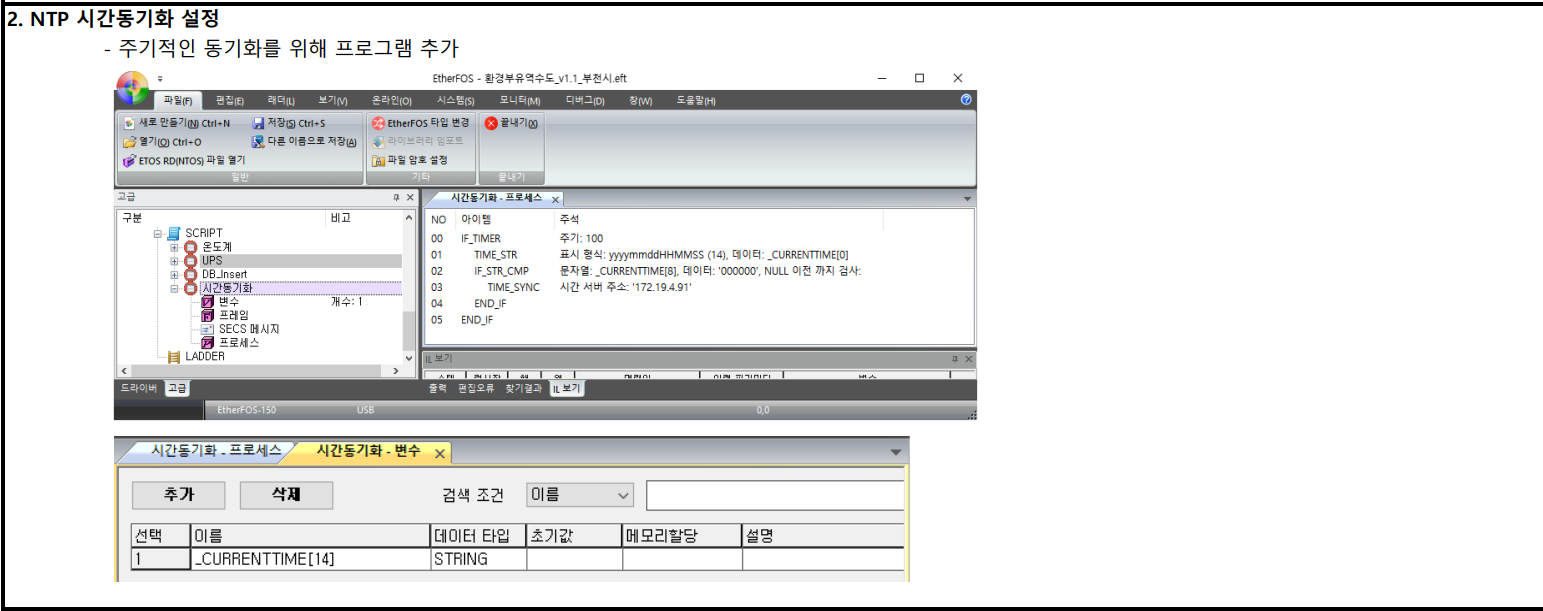 2. NTP 시간동기화 설정
- 주기적인 동기화를 위해 프로그램 추가
EtherFOS - 환경부유역수도_v1.1_부천시.eft
파일(F) 편집(E) 래더(L) 보기(V) 온라인(O) 시스템(S) 모니터(M) 디버그(D) 창(W) 도움말(H)
새로 만들기(N) Ctrl+N 저장(S) Ctrl+S EtherFOS 타입 변경 끝내기(X)
열기(O) Ctrl+O 다른 이름으로 저장(A) 라이브러리 임포트
ETOS RD(NTOS) 파일 열기 파일 암호 설정
일반 기타 끝내기
고급 시간동기화 - 프로세스
구분 비고 NO 아이템 주석
SCRIPT
온도계
UPS
DB_Insert
시간동기화
변수 개수: 1
프레임
SECS 메시지
프로세스
LADDER
00 IF_TIMER 주기: 100
01 TIME_STR 표시 형식: yyyymmddHHMMSS (14), 데이터: _CURRENTTIME[0]
02 IF_STR_CMP 문자열: _CURRENTTIME[8], 데이터: '000000', NULL 이전 까지 검사:
03 TIME_SYNC 시간 서버 주소: '172.19.4.91'
04 END_IF
05 END_IF
IL 보기
드라이버 고급 출력 편집오류 찾기결과 IL 보기
EtherFOS-150 USB 0,0
시간동기화 - 프로세스 시간동기화 - 변수
추가 삭제 검색 조건 이름
선택 이름 데이터 타입 초기값 메모리할당 설명
1 _CURRENTTIME[14] STRING